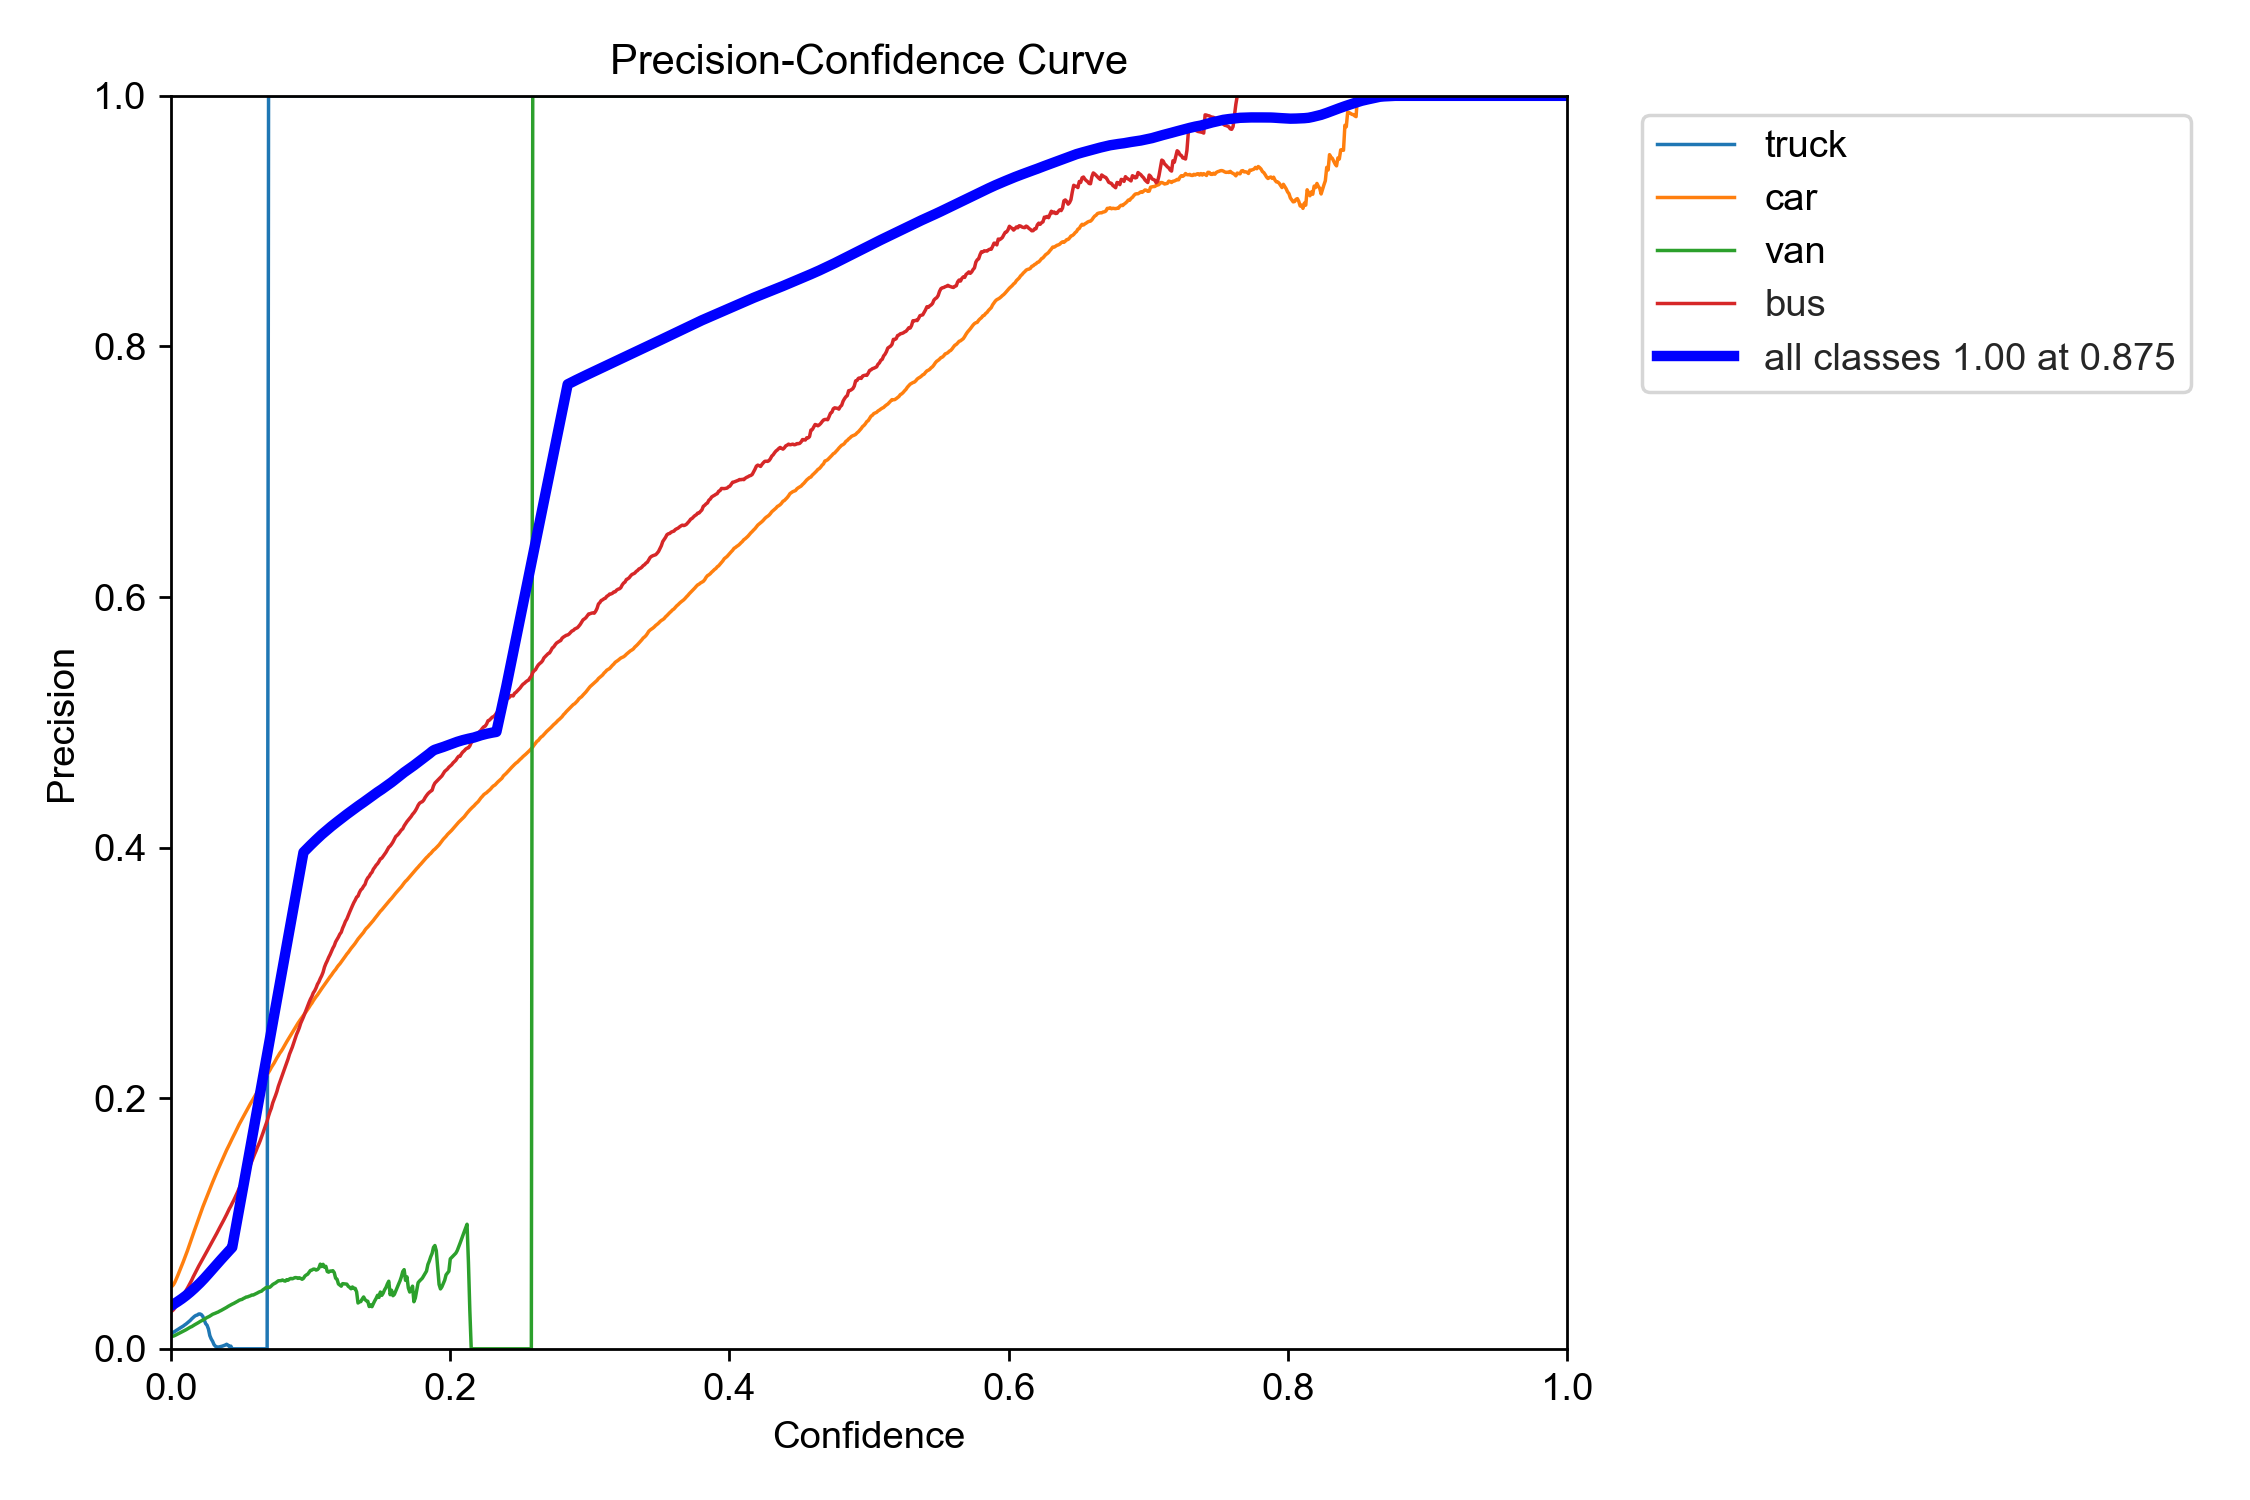 Precision-Confidence Curve
1.0
0.8
0.6
0.4
0.2
0.0
Precision
0.0 0.2 0.4 0.6 0.8 1.0
Confidence
truck
car
van
bus
all classes 1.00 at 0.875